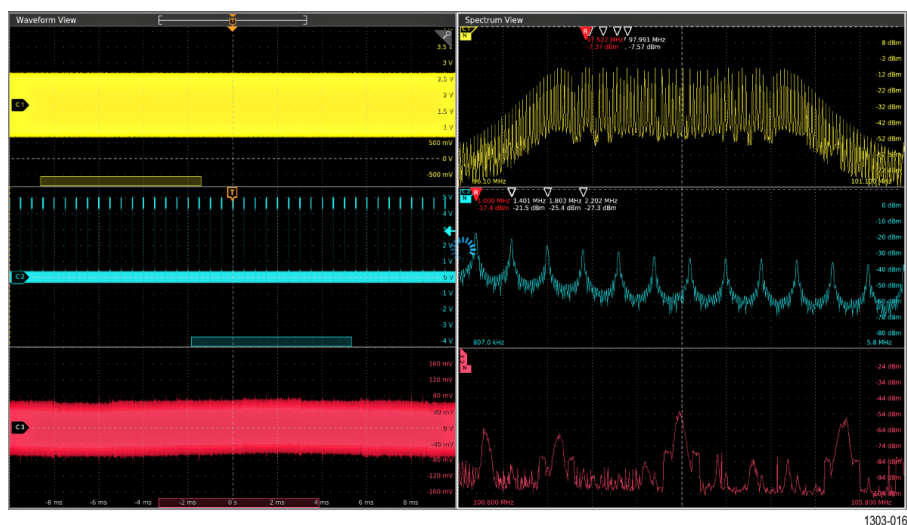 Waveform View
Spectrum View
T
3 V
2.5 V
2 V
1.5 V
1 V
500 mV
0 V
-500 mV
C1
R
97.991 MHz
-7.37 dBm
-7.57 dBm
8 dBm
-2 dBm
-12 dBm
-22 dBm
-32 dBm
-42 dBm
-52 dBm
96.10 MHz
N
T
4 V
1 V
0 V
-1 V
-2 V
-3 V
-4 V
C2
R
N
1.000 MHz 1.401 MHz 1.803 MHz 2.202 MHz
-17.4 dBm -21.5 dBm -25.4 dBm -27.3 dBm
0 dBm
-10 dBm
-20 dBm
-30 dBm
-40 dBm
-50 dBm
-70 dBm
-80 dBm
807.0 kHz
5.8 MHz
160 mV
120 mV
80 mV
40 mV
0 V
-40 mV
-80 mV
-120 mV
-160 mV
C3
-8 ms
-6 ms
-4 ms
-2 ms
0 s
2 ms
4 ms
6 ms
8 ms
N
-24 dBm
-34 dBm
-44 dBm
-54 dBm
-64 dBm
-74 dBm
-84 dBm
-94 dBm
100.800 MHz
105.800 MHz
1303-016